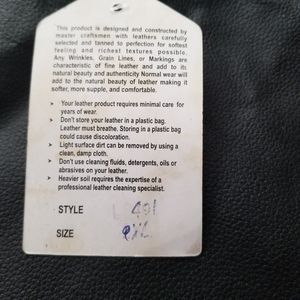 This product is designed and constructed by
master craftsmen with leathers carefully
selected and tanned to perfection for softest
feeling and richest textures possible.
Any Wrinkles, Grain Lines, or Markings are
characteristic of fine leather and add to its
natural beauty and authenticity Normal wear will
add to the natural beauty of leather making it
softer, more supple, and comfortable.
➤ Your leather product requires minimal care for
years of wear.
➤ Don't store your leather in a plastic bag.
Leather must breathe. Storing in a plastic bag
could cause discoloration.
➤ Light surface dirt can be removed by using a
clean, damp cloth.
➤ Don't use cleaning fluids, detergents, oils or
abrasives on your leather.
➤ Heavier soil requires the expertise of a
professional leather cleaning specialist.
STYLE 401
SIZE